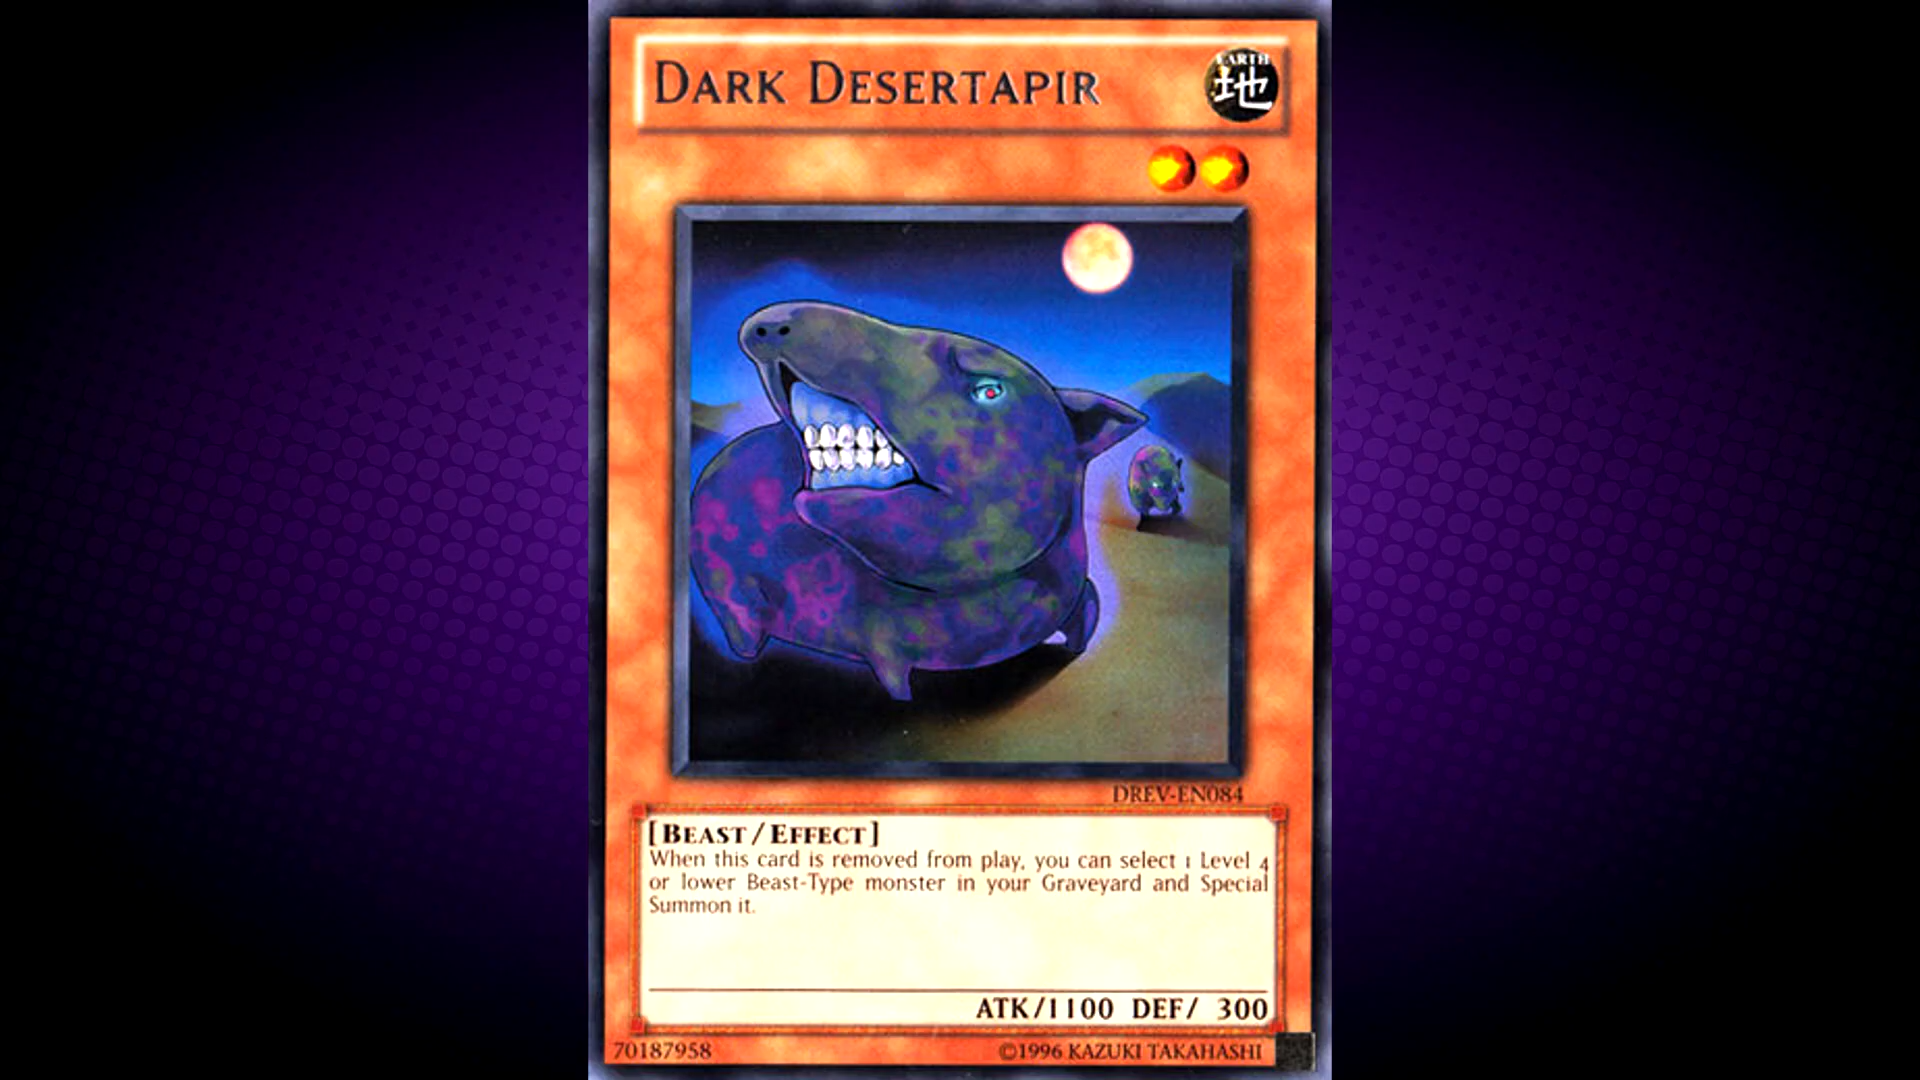 DARK DESERTAPIR
EARTH
地
DREV-EN084
[BEAST/EFFECT]
When this card is removed from play, you can select 1 Level 4
or lower Beast-Type monster in your Graveyard and Special
Summon it.
ATK/1100 DEF/ 300
70187958
©1996 KAZUKI TAKAHASHI